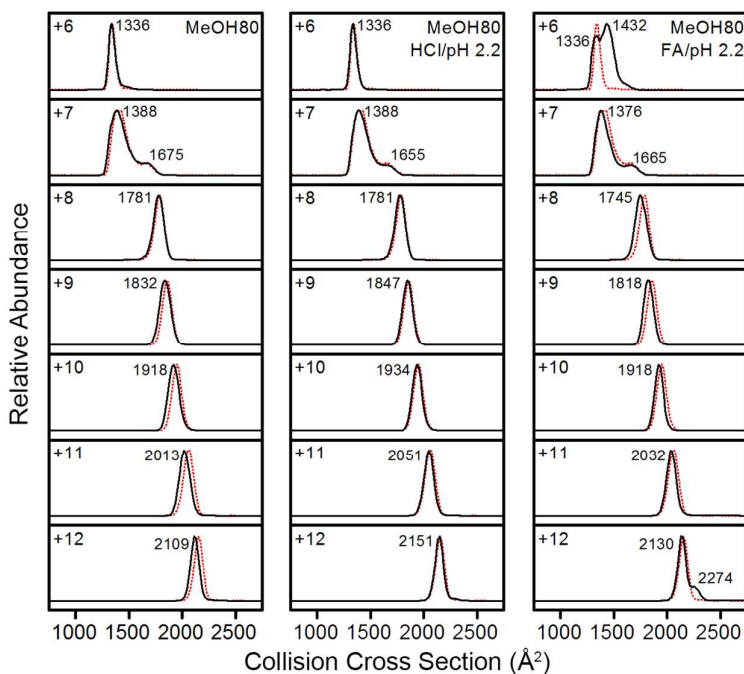 +6 1336 MeOH80
+7 1388
1675
+8 1781
+9 1832
+10 1918
+11 2013
+12 2109
+6 1336 MeOH80
HCl/pH 2.2
+7 1388
1655
+8 1781
+9 1847
+10 1934
+11 2051
+12 2151
+6 1432 MeOH80
1336 FA/pH 2.2
+7 1376
1665
+8 1745
+9 1818
+10 1918
+11 2032
+12 2130
2274
Relative Abundance
1000 1500 2000 2500
1000 1500 2000 2500
1000 1500 2000 2500
Collision Cross Section (Å²)